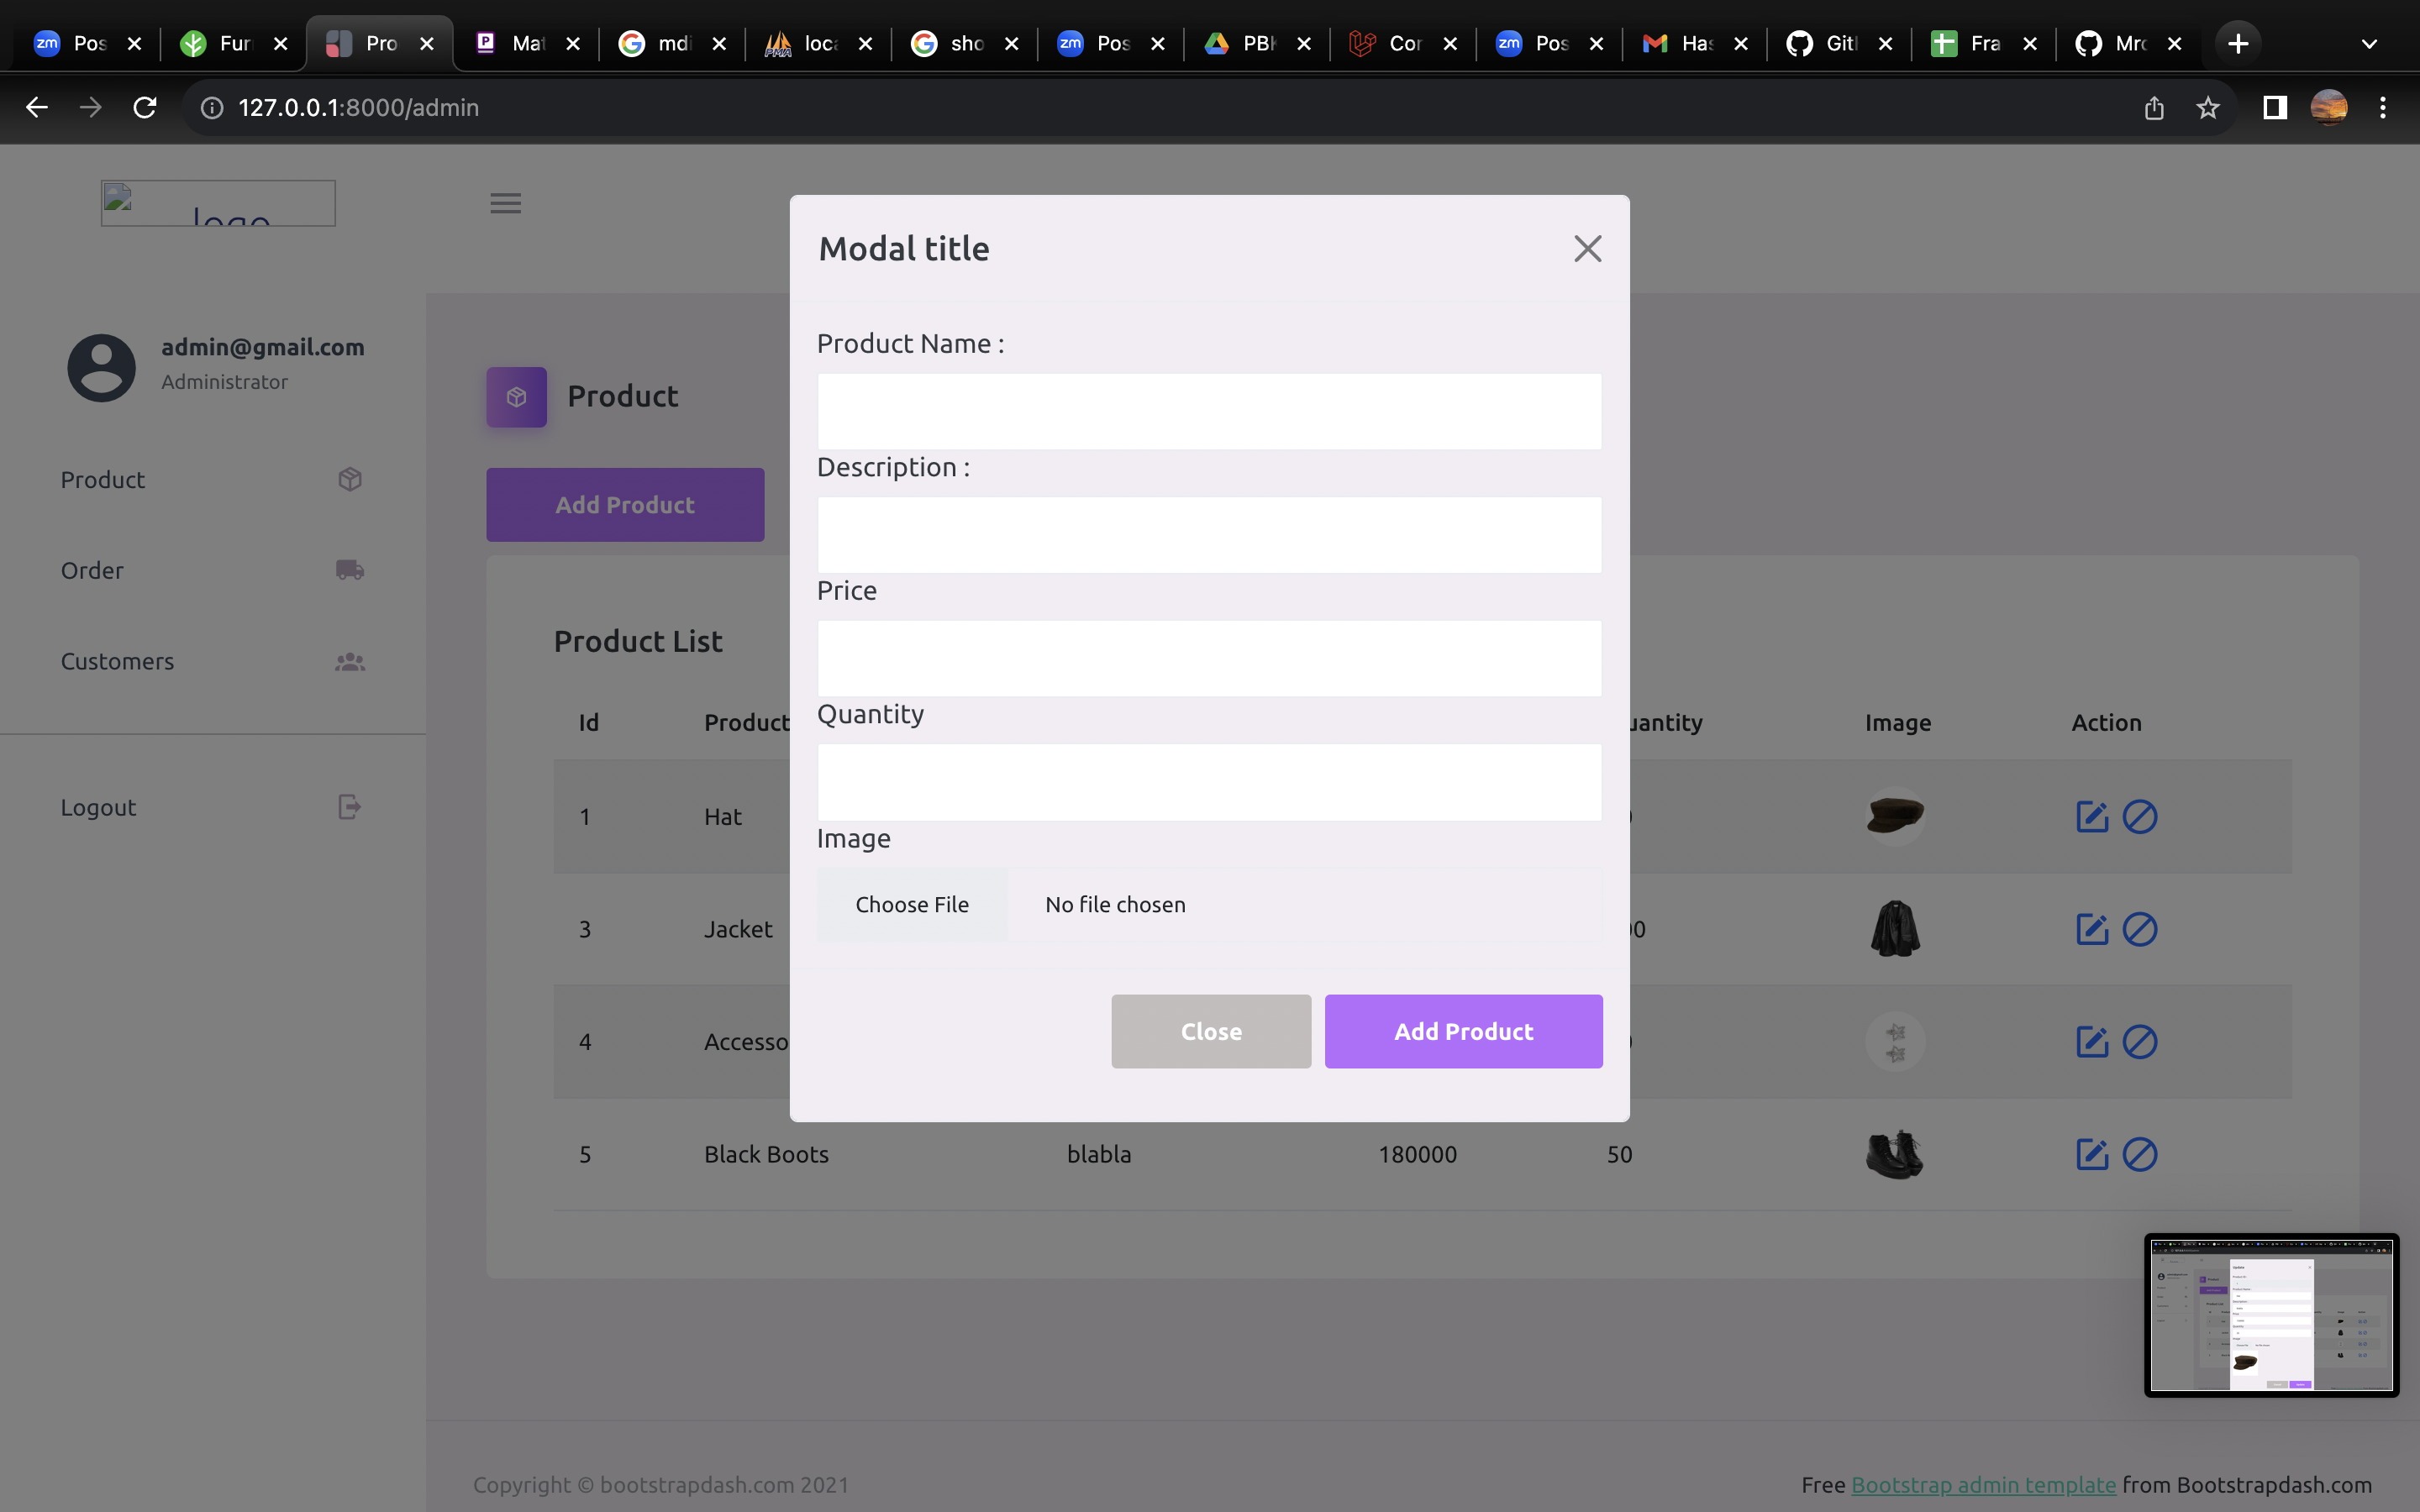 Pos
Fur
Pro
Mat
mdi
loca
sho
Pos
PBK
Cor
Pos
Has
Gitl
Fra
Mro
127.0.0.1:8000/admin
logo
admin@gmail.com
Administrator
Product
Order
Customers
Logout
Product
Add Product
Product List
Id Product uantity Image Action
1 Hat
3 Jacket 00
4 Accesso
5 Black Boots blabla 180000 50
Modal title
Product Name :
Description :
Price
Quantity
Image
Choose File No file chosen
Close Add Product
Copyright © bootstrapdash.com 2021
Free Bootstrap admin template from Bootstrapdash.com